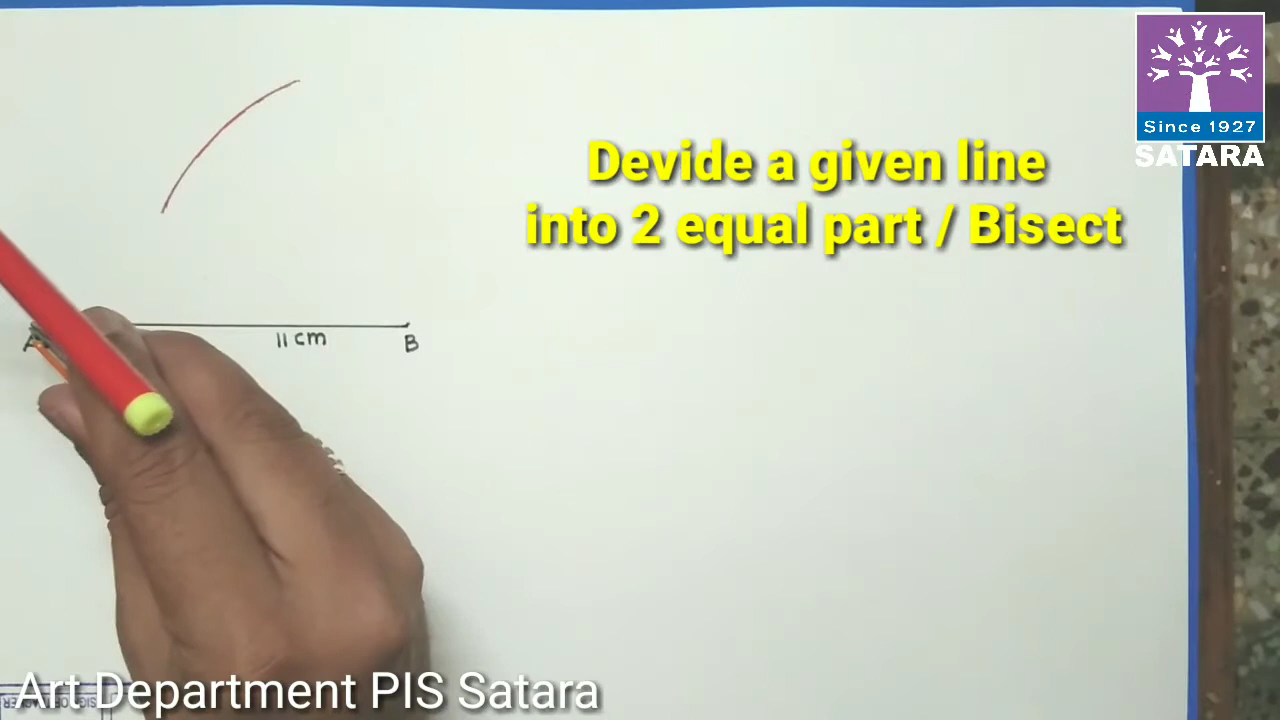 Since 1927
SATARA
Devide a given line
into 2 equal part / Bisect
A
11 cm
B
Art Department PIS Satara